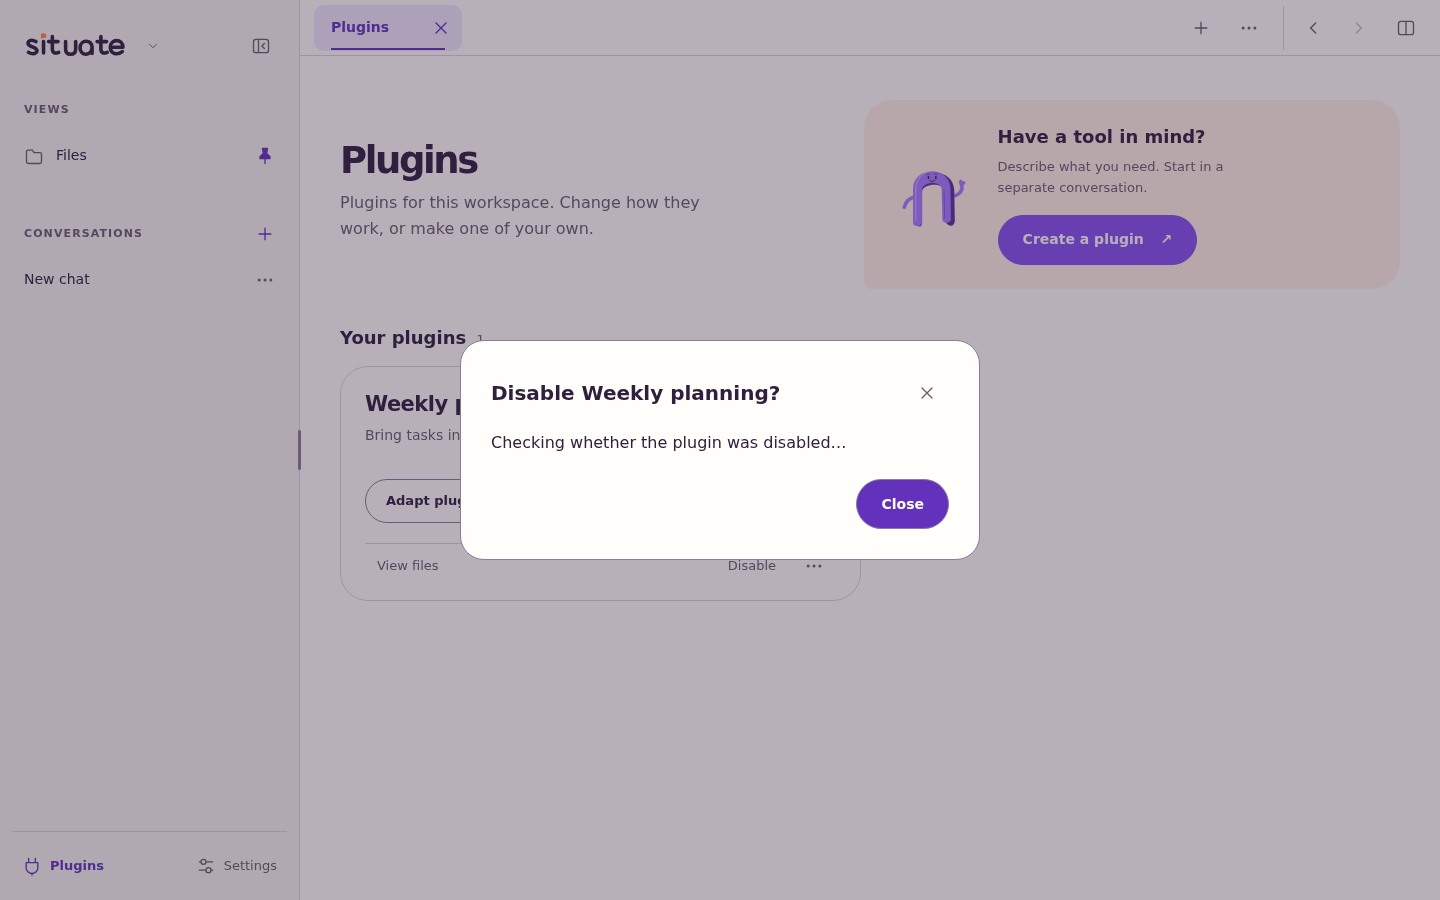 situate
VIEWS
Files
CONVERSATIONS
New chat
Plugins
Settings
Plugins
Plugins
Plugins for this workspace. Change how they
work, or make one of your own.
Have a tool in mind?
Describe what you need. Start in a
separate conversation.
Create a plugin ↗
Your plugins
Weekly
Bring tasks in
Adapt
View files
Disable
Disable Weekly planning?
Checking whether the plugin was disabled…
Close